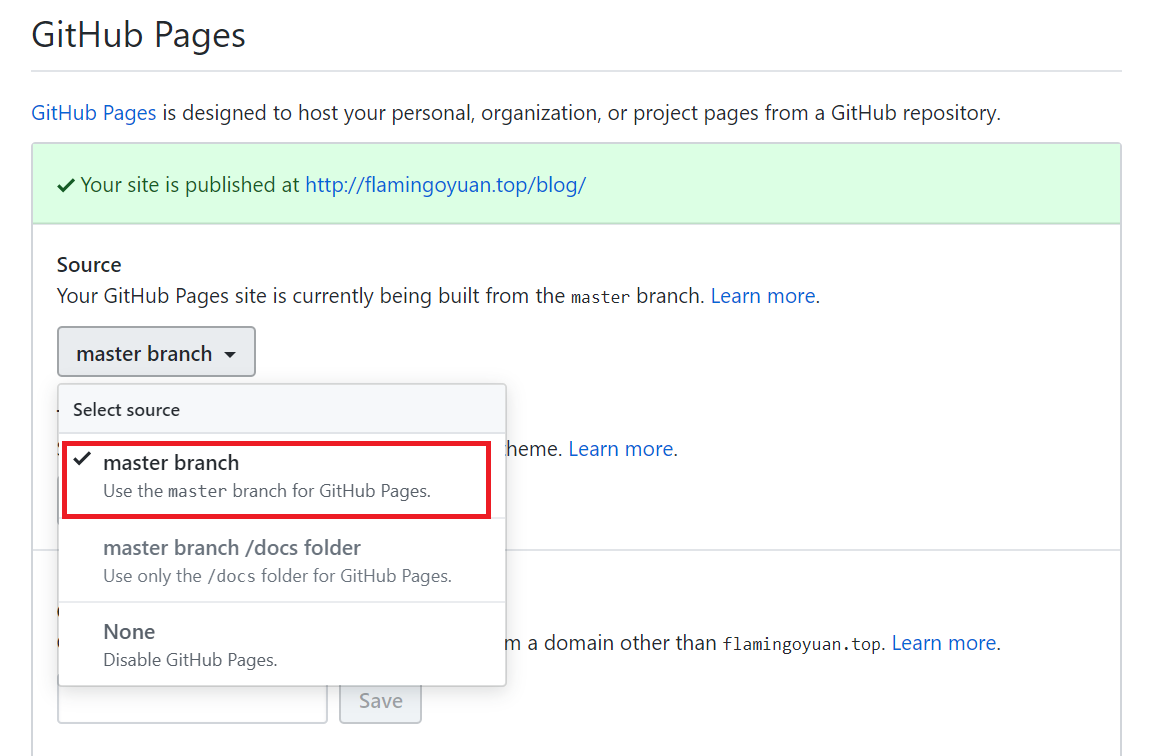 GitHub Pages
GitHub Pages is designed to host your personal, organization, or project pages from a GitHub repository.
Your site is published at http://flamingoyuan.top/blog/
Source
Your GitHub Pages site is currently being built from the master branch. Learn more.
master branch
Select source
heme. Learn more.
master branch
Use the master branch for GitHub Pages.
master branch /docs folder
Use only the /docs folder for GitHub Pages.
None
m a domain other than flamingoyuan.top. Learn more.
Disable GitHub Pages.
Save